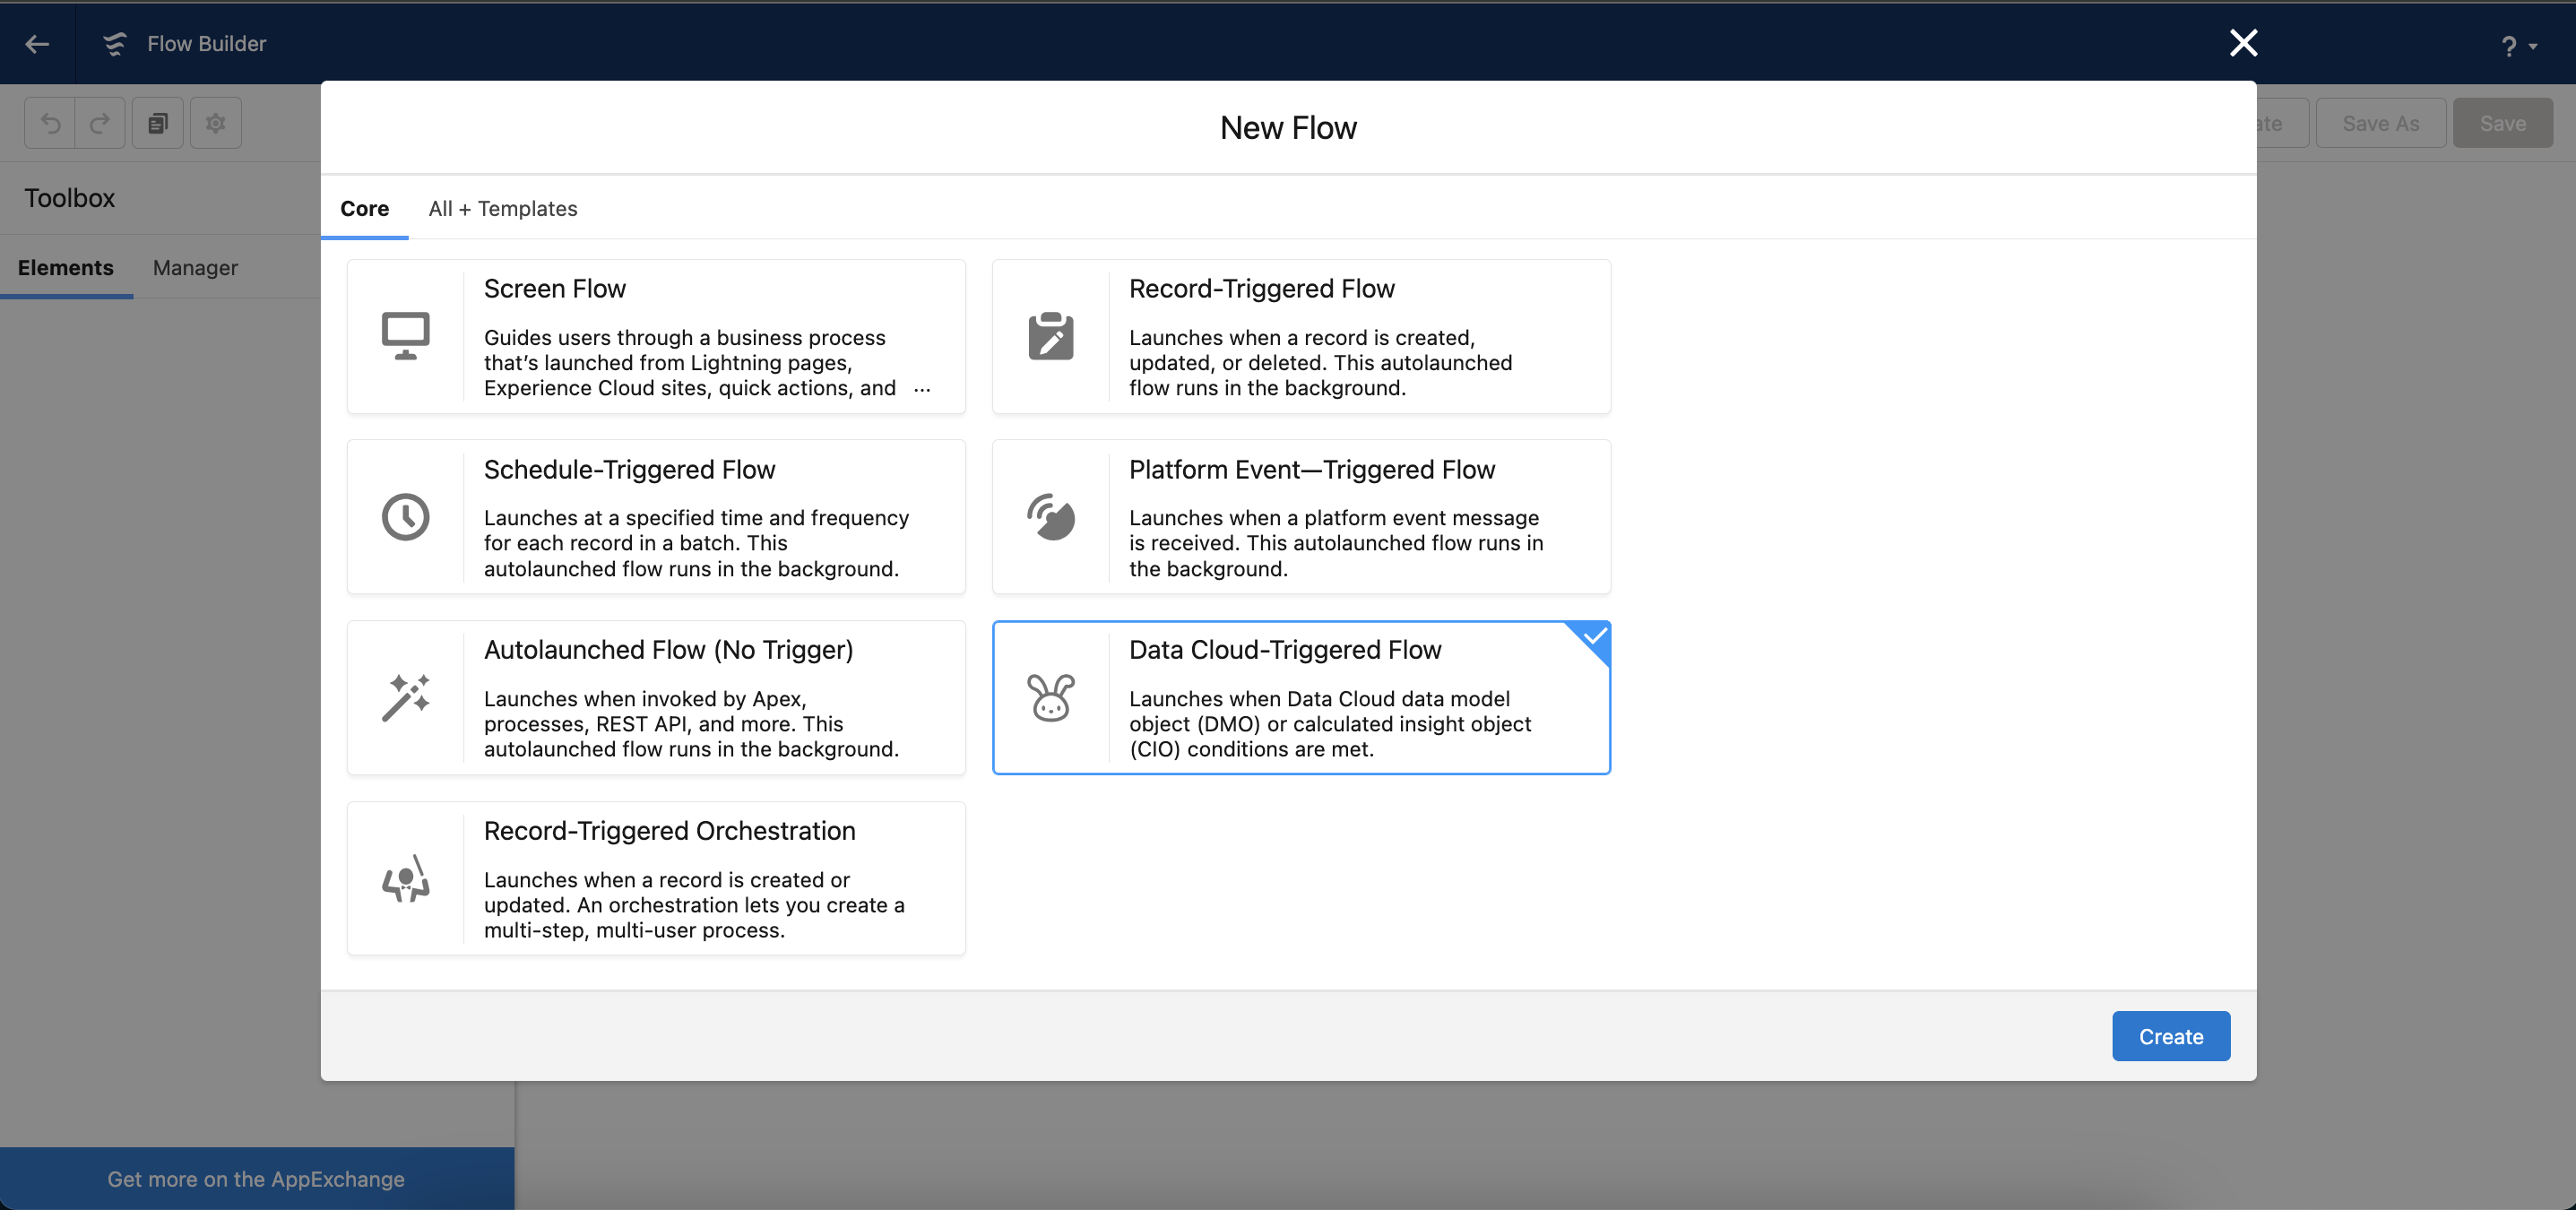 Flow Builder
?
Save As
Save
New Flow
Toolbox
Core
All + Templates
Elements
Manager
Screen Flow
Guides users through a business process
that’s launched from Lightning pages,
Experience Cloud sites, quick actions, and ...
Record-Triggered Flow
Launches when a record is created,
updated, or deleted. This autolaunched
flow runs in the background.
Schedule-Triggered Flow
Launches at a specified time and frequency
for each record in a batch. This
autolaunched flow runs in the background.
Platform Event—Triggered Flow
Launches when a platform event message
is received. This autolaunched flow runs in
the background.
Autolaunched Flow (No Trigger)
Launches when invoked by Apex,
processes, REST API, and more. This
autolaunched flow runs in the background.
Data Cloud-Triggered Flow
Launches when Data Cloud data model
object (DMO) or calculated insight object
(CIO) conditions are met.
Record-Triggered Orchestration
Launches when a record is created or
updated. An orchestration lets you create a
multi-step, multi-user process.
Create
Get more on the AppExchange